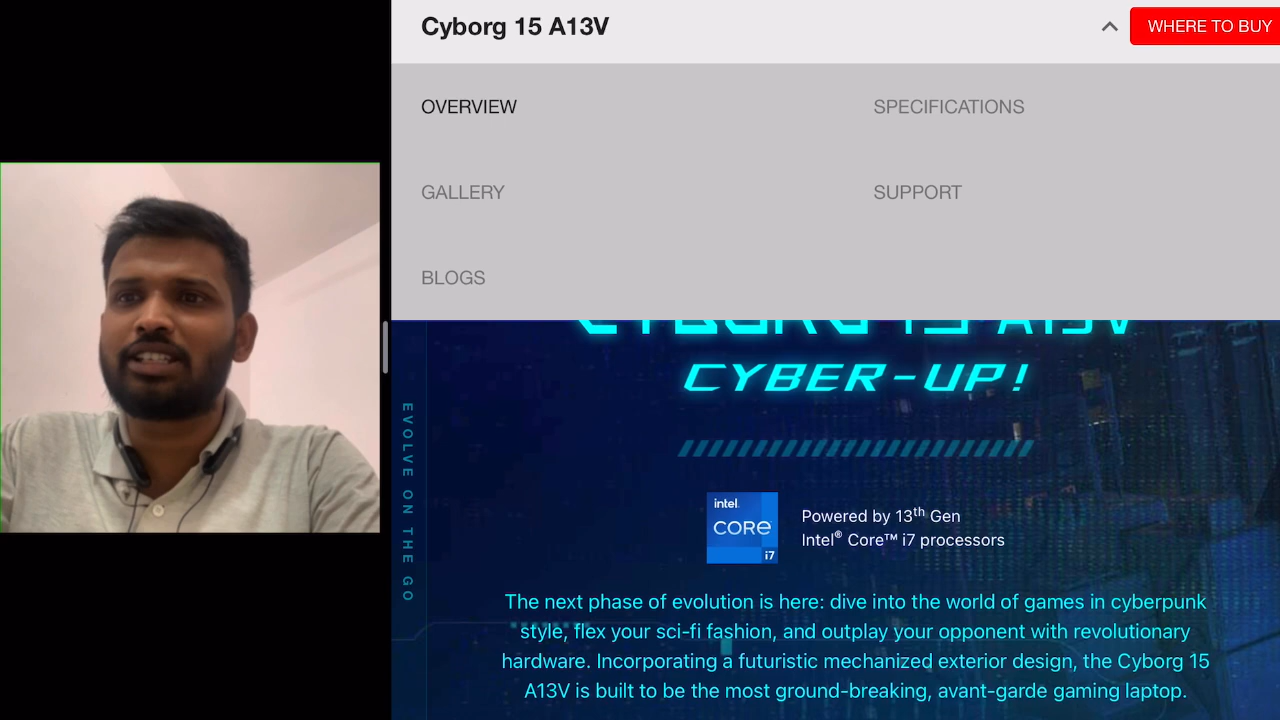 Cyborg 15 A13V
WHERE TO BUY
OVERVIEW
SPECIFICATIONS
GALLERY
SUPPORT
BLOGS
CYBORG 15 A13V
CYBER-UP!
EVOLVE ON THE GO
intel
CORE
i7
Powered by 13th Gen
Intel® Core™ i7 processors
The next phase of evolution is here: dive into the world of games in cyberpunk
style, flex your sci-fi fashion, and outplay your opponent with revolutionary
hardware. Incorporating a futuristic mechanized exterior design, the Cyborg 15
A13V is built to be the most ground-breaking, avant-garde gaming laptop.